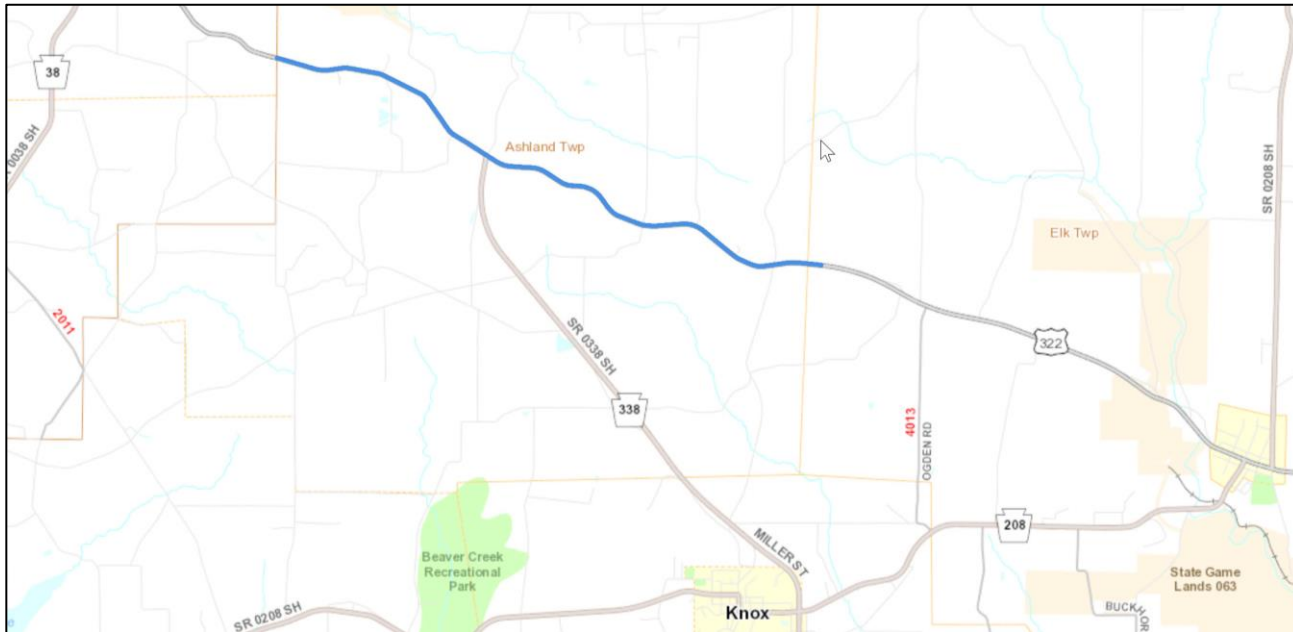 38
0038 SH
Ashland Twp
SR 0208 SH
Elk Twp
2011
SR 0338 SH
322
338
4013
OGDEN RD
208
MILLER ST
Beaver Creek
Recreational
Park
State Game
Lands 063
SR 0208 SH
Knox
BUCKHOR